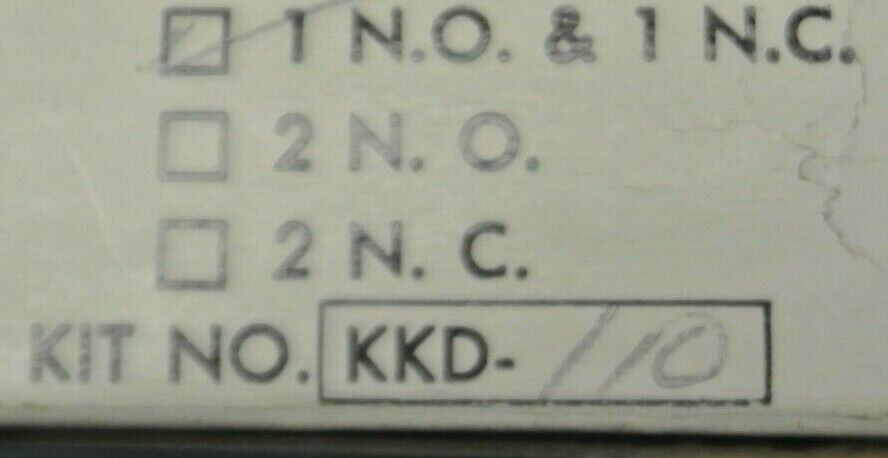 1 N.O. & 1 N.C.
2 N. O.
2 N. C.
KIT NO. KKD-110